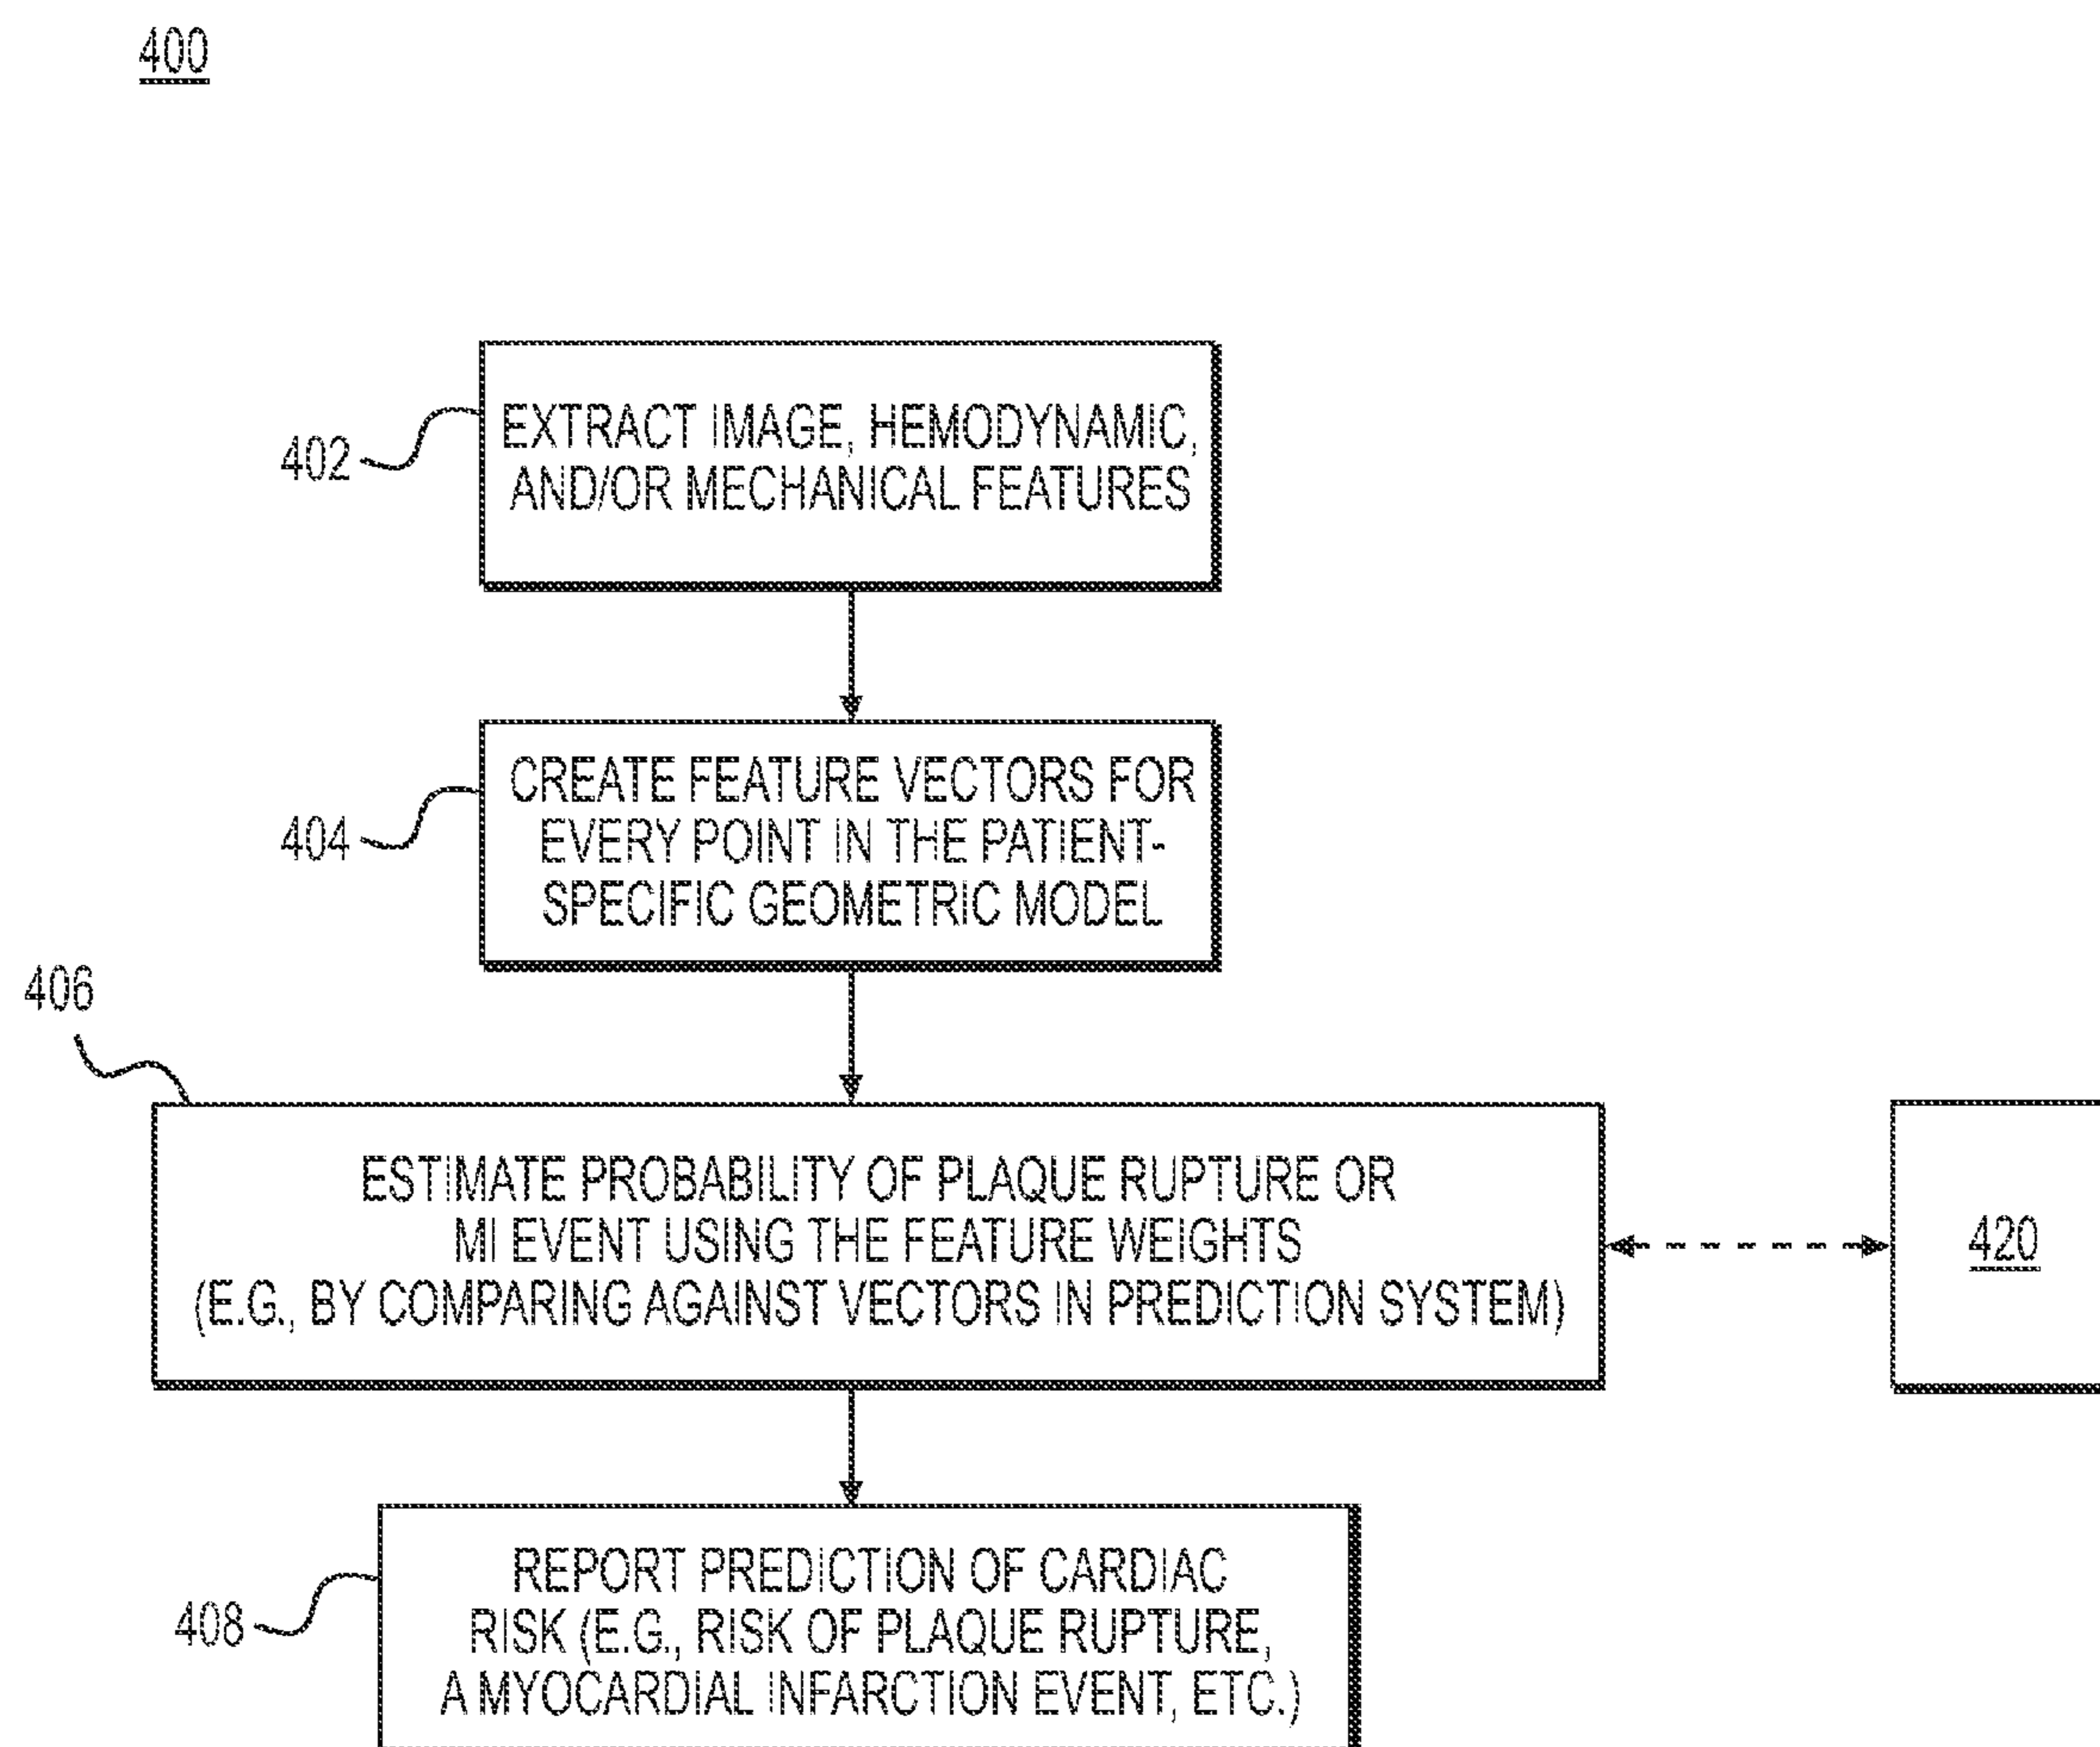 400
402
EXTRACT IMAGE, HEMODYNAMIC,
AND/OR MECHANICAL FEATURES
404
CREATE FEATURE VECTORS FOR
EVERY POINT IN THE PATIENT-
SPECIFIC GEOMETRIC MODEL
406
ESTIMATE PROBABILITY OF PLAQUE RUPTURE OR
MI EVENT USING THE FEATURE WEIGHTS
(E.G., BY COMPARING AGAINST VECTORS IN PREDICTION SYSTEM)
420
408
REPORT PREDICTION OF CARDIAC
RISK (E.G., RISK OF PLAQUE RUPTURE,
A MYOCARDIAL INFARCTION EVENT, ETC.)